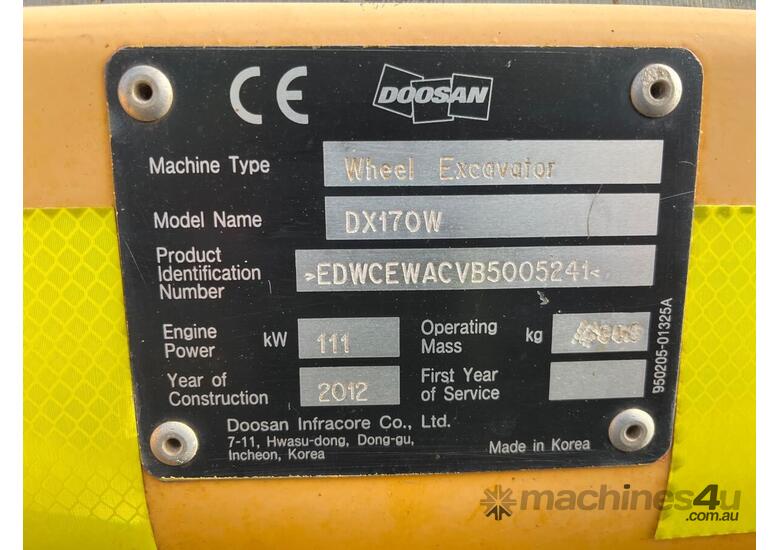 CE DOOSAN
Machine Type Wheel Excavator
Model Name DX170W
Product
Identification
Number >EDWCEWACVB5005241<
Engine
Power kW 111
Operating
Mass kg
Year of
Construction 2012
First Year
of Service
Doosan Infracore Co., Ltd.
7-11, Hwasu-dong, Dong-gu,
Incheon, Korea
Made in Korea
950205-01325A
machines4u
.com.au